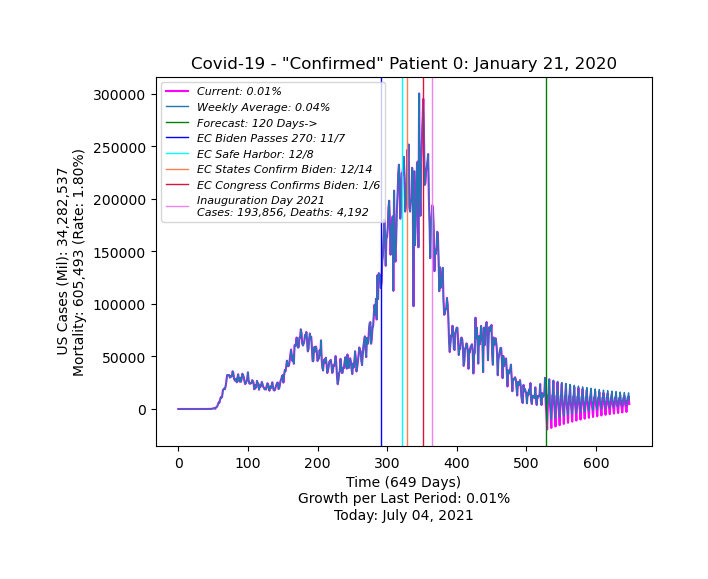 Covid-19 - "Confirmed" Patient 0: January 21, 2020
Current: 0.01%
Weekly Average: 0.04%
Forecast: 120 Days->
EC Biden Passes 270: 11/7
EC Safe Harbor: 12/8
EC States Confirm Biden: 12/14
EC Congress Confirms Biden: 1/6
Inauguration Day 2021
Cases: 193,856, Deaths: 4,192
US Cases (Mil): 34,282,537
Mortality: 605,493 (Rate: 1.80%)
300000
250000
200000
150000
100000
50000
0
0 100 200 300 400 500 600
Time (649 Days)
Growth per Last Period: 0.01%
Today: July 04, 2021